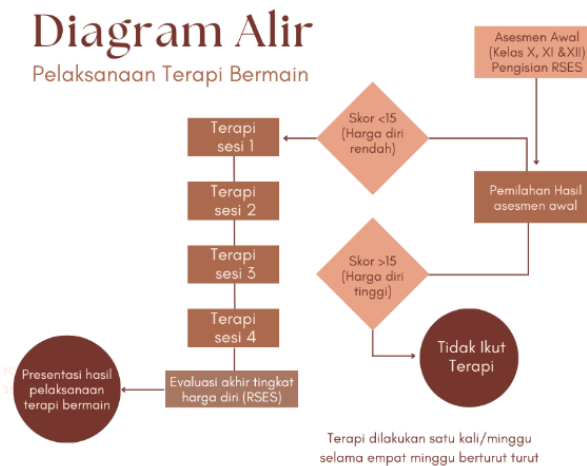 Diagram Alir
Pelaksanaan Terapi Bermain
Asesmen Awal
(Kelas X, XI &XII)
Pengisian RSES
Pemilahan Hasil
asesmen awal
Skor <15
(Harga diri
rendah)
Terapi
sesi 1
Terapi
sesi 2
Terapi
sesi 3
Terapi
sesi 4
Evaluasi akhir tingkat
harga diri (RSES)
Presentasi hasil
pelaksanaan
terapi bermain
Skor >15
(Harga diri
tinggi)
Tidak Ikut
Terapi
Terapi dilakukan satu kali/minggu
selama empat minggu berturut turut